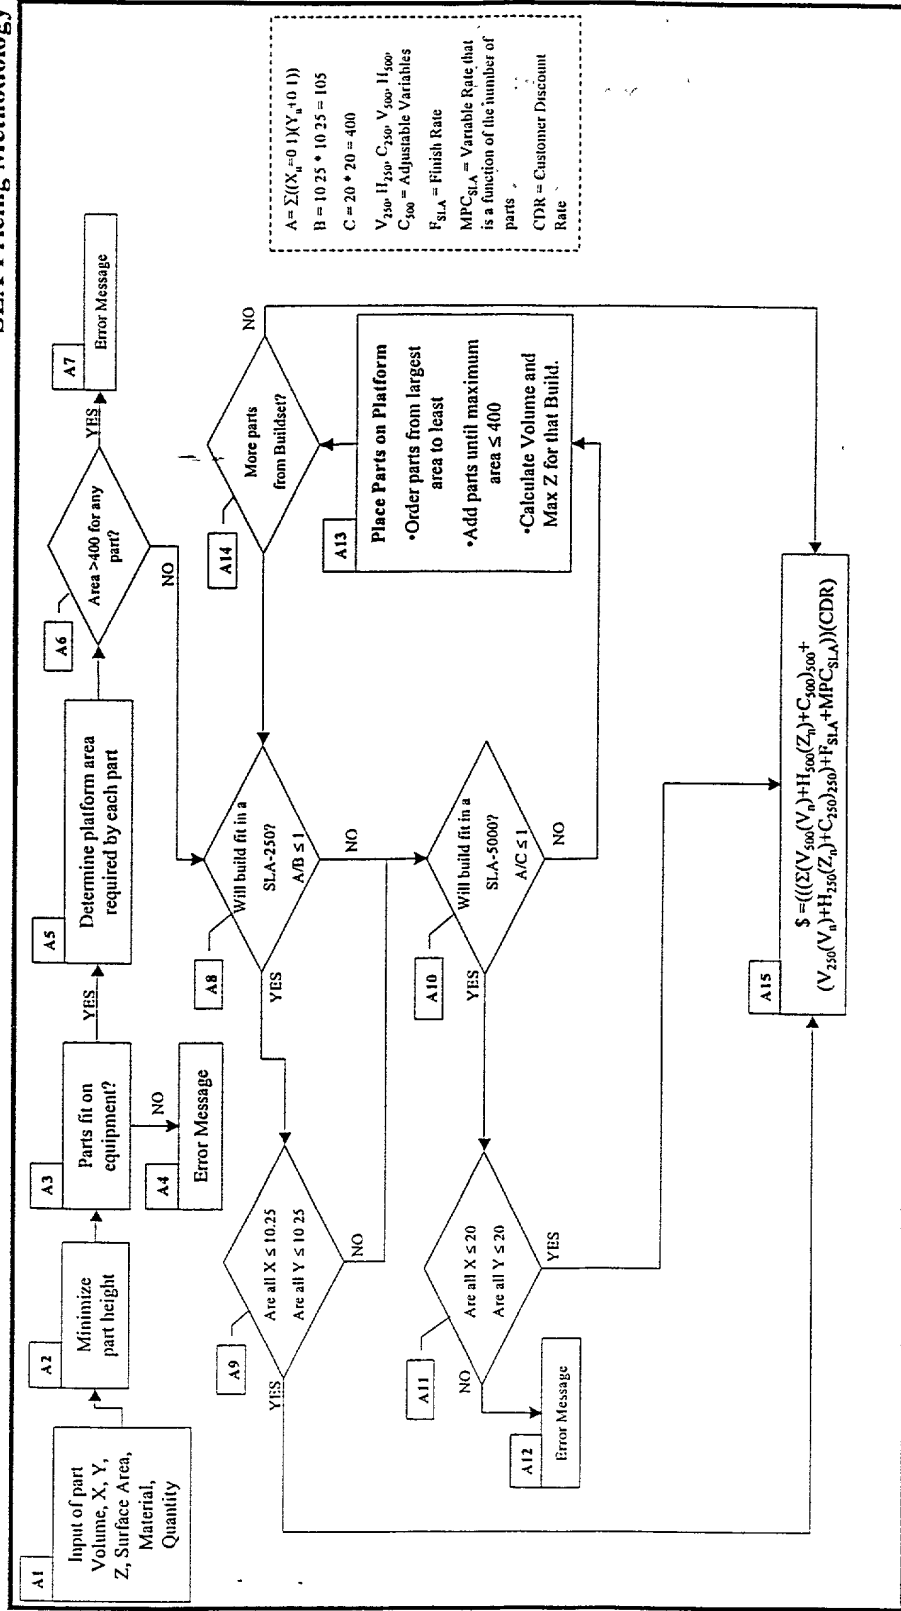 SLA Pricing Methodology
A1
Input of part
Volume, X, Y,
Z, Surface Area,
Material,
Quantity
A2
Minimize
part height
A3
Parts fit on
equipment?
YES
NO
A4
Error Message
A5
Determine platform area
required by each part
A6
Area >400 for any
part?
YES
NO
A7
Error Message
A8
Will build fit in a
SLA-250?
A/B ≤ 1
YES
NO
A9
Are all X ≤ 10.25
Are all Y ≤ 10 25
YES
NO
A10
Will build fit in a
SLA-5000?
A/C ≤ 1
YES
NO
A11
Are all X ≤ 20
Are all Y ≤ 20
NO
YES
A12
Error Message
A13
Place Parts on Platform
•Order parts from largest
area to least
•Add parts until maximum
area ≤ 400
•Calculate Volume and
Max Z for that Build.
A14
More parts
from Buildset?
NO
A15
$ =(((Σ(V500(Vn)+H500(Zn)+C500)500+
(V250(Vn)+H250(Zn)+C250)250)+FSLA+MPCSLA))(CDR)
A= Σ((Xn=0 1)(Yn+0 1))
B = 10 25 * 10 25 = 105
C = 20 * 20 = 400
V250, H250, C250, V500, H500,
C500 = Adjustable Variables
FSLA = Finish Rate
MPCSLA = Variable Rate that
is a function of the number of
parts
CDR = Customer Discount
Rate